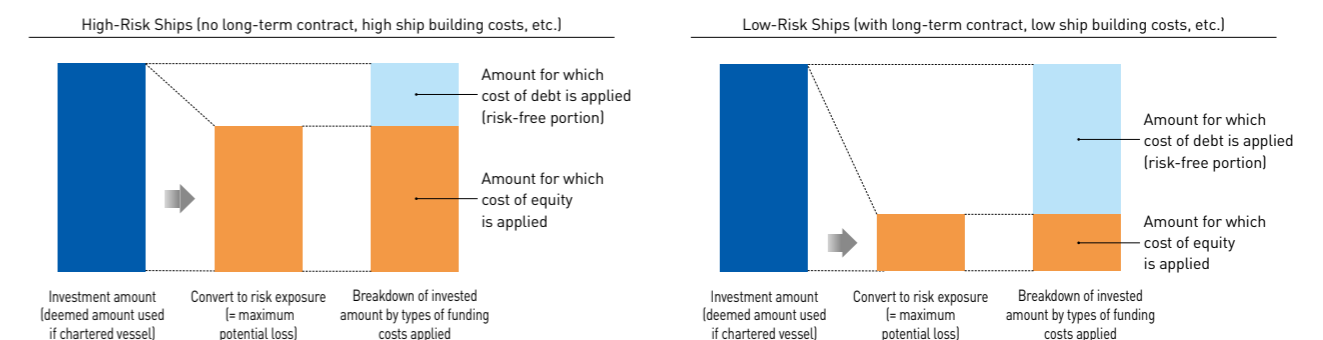 High-Risk Ships (no long-term contract, high ship building costs, etc.)
Amount for which
cost of debt is applied
(risk-free portion)
Amount for which
cost of equity
is applied
Investment amount
(deemed amount used
if chartered vessel)
Convert to risk exposure
(= maximum
potential loss)
Breakdown of invested
amount by types of funding
costs applied
Low-Risk Ships (with long-term contract, low ship building costs, etc.)
Amount for which
cost of debt is applied
(risk-free portion)
Amount for which
cost of equity
is applied
Investment amount
(deemed amount used
if chartered vessel)
Convert to risk exposure
(= maximum
potential loss)
Breakdown of invested
amount by types of funding
costs applied